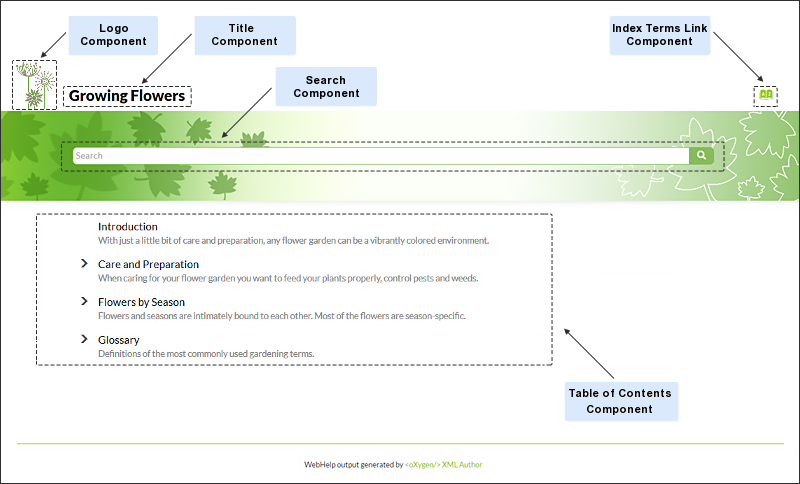 Logo
Component
Title
Component
Index Terms Link
Component
Search
Component
Growing Flowers
Search
Introduction
With just a little bit of care and preparation, any flower garden can be a vibrantly colored environment.
Care and Preparation
When caring for your flower garden you want to feed your plants properly, control pests and weeds.
Flowers by Season
Flowers and seasons are intimately bound to each other. Most of the flowers are season-specific.
Glossary
Definitions of the most commonly used gardening terms.
Table of Contents
Component
WebHelp output generated by <oXygen/> XML Author